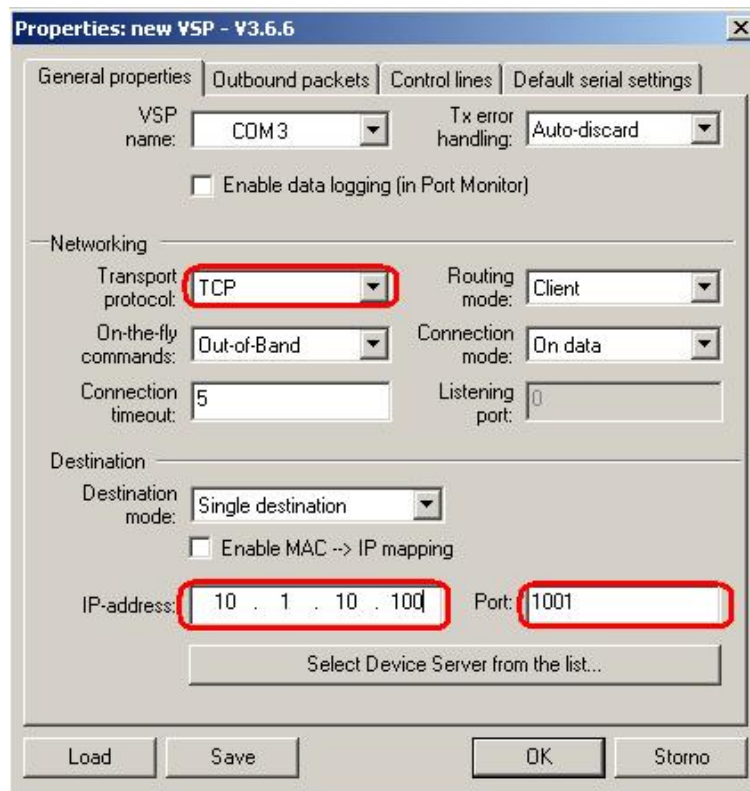 Properties: new VSP - V3.6.6
General properties Outbound packets Control lines Default serial settings
VSP name: COM3 Tx error handling: Auto-discard
Enable data logging (in Port Monitor)
Networking
Transport protocol: TCP Routing mode: Client
On-the-fly commands: Out-of-Band Connection mode: On data
Connection timeout: 5 Listening port: 0
Destination
Destination mode: Single destination
Enable MAC --> IP mapping
IP-address: 10 . 1 . 10 . 100 Port: 1001
Select Device Server from the list...
Load Save OK Storno